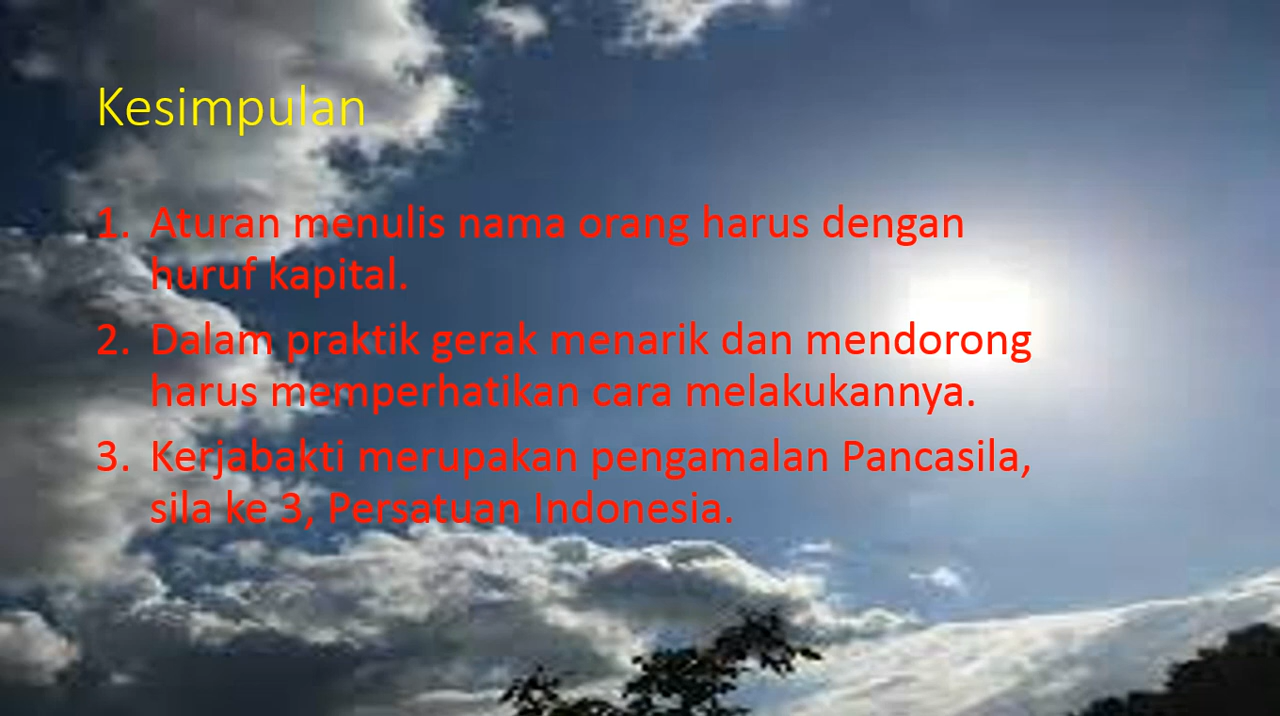 Kesimpulan
1. Aturan menulis nama orang harus dengan
huruf kapital.
2. Dalam praktik gerak menarik dan mendorong
harus memperhatikan cara melakukannya.
3. Kerjabakti merupakan pengamalan Pancasila,
sila ke 3, Persatuan Indonesia.